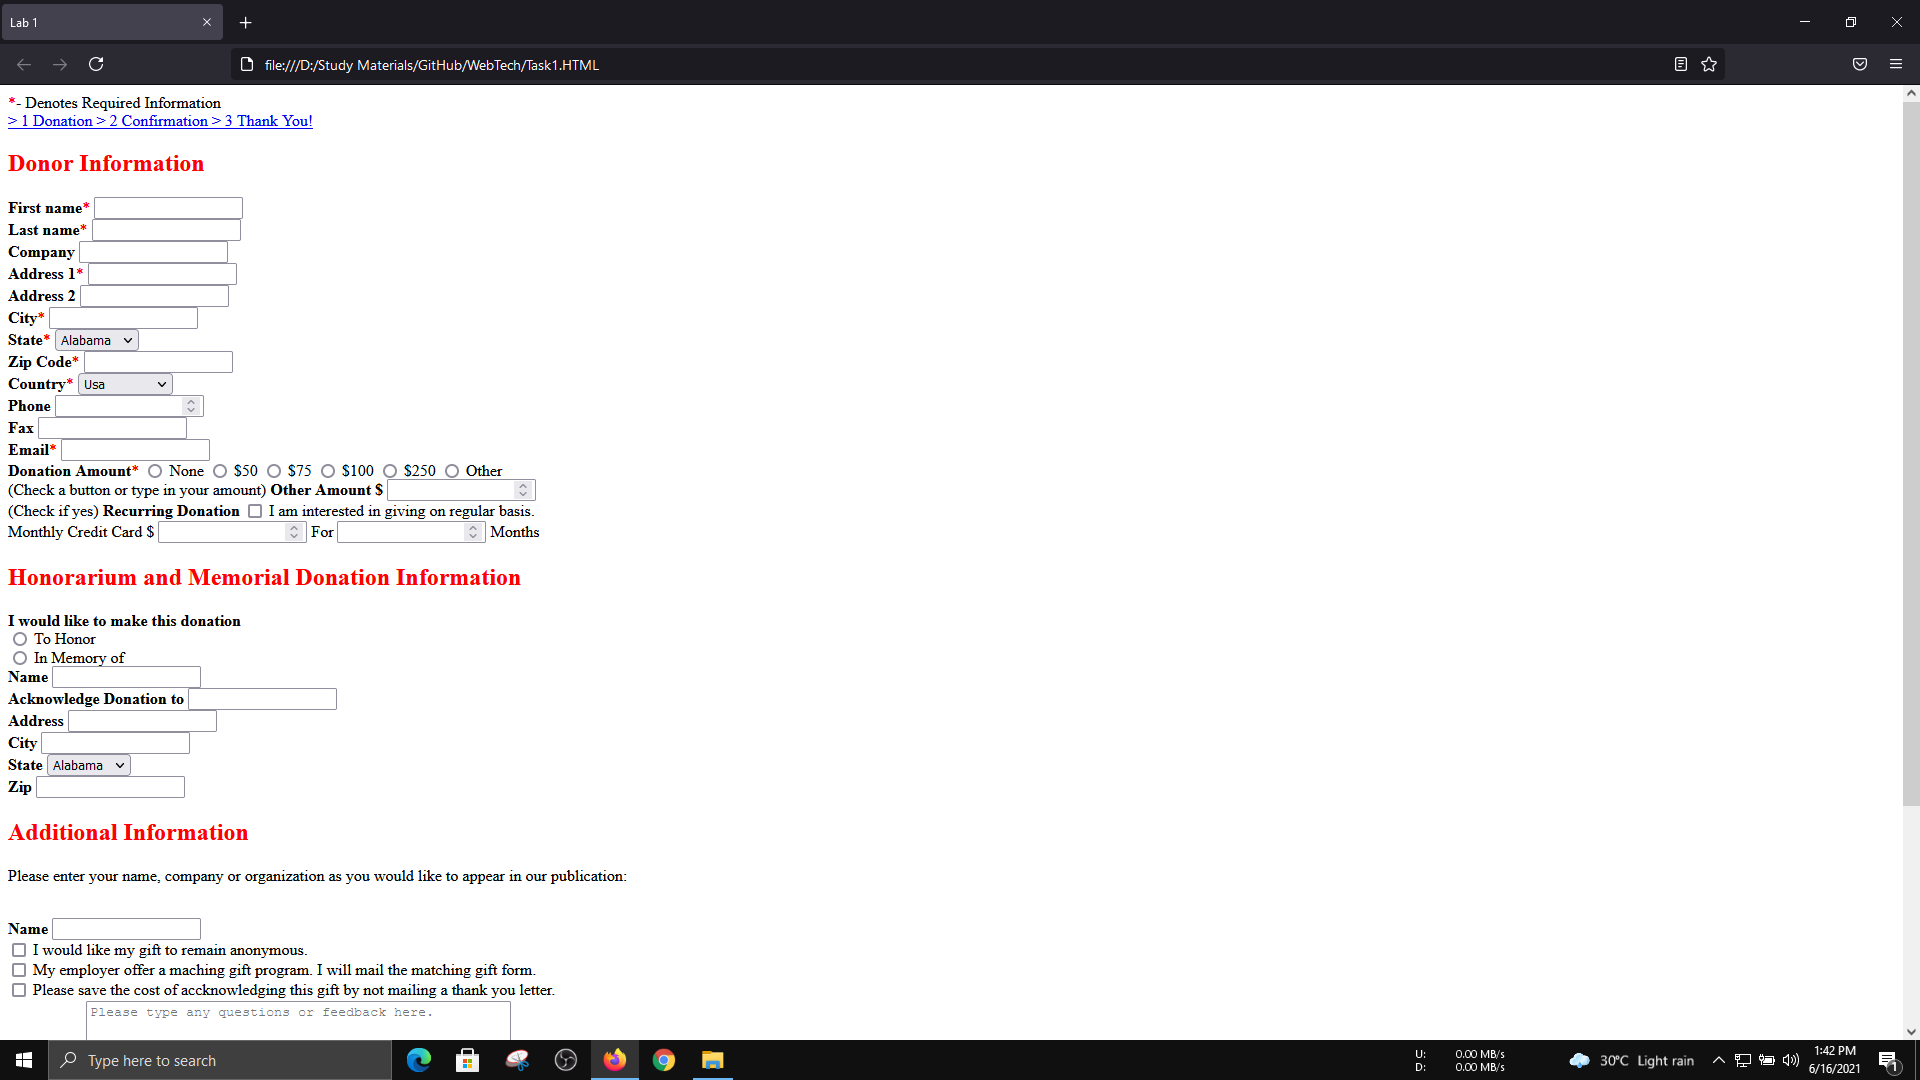 Lab 1
file:///D:/Study Materials/GitHub/WebTech/Task1.HTML
*- Denotes Required Information
> 1 Donation > 2 Confirmation > 3 Thank You!
Donor Information
First name*
Last name*
Company
Address 1*
Address 2
City*
State* Alabama
Zip Code*
Country* Usa
Phone
Fax
Email*
Donation Amount* None $50 $75 $100 $250 Other
(Check a button or type in your amount) Other Amount $
(Check if yes) Recurring Donation I am interested in giving on regular basis.
Monthly Credit Card $ For Months
Honorarium and Memorial Donation Information
I would like to make this donation
To Honor
In Memory of
Name
Acknowledge Donation to
Address
City
State Alabama
Zip
Additional Information
Please enter your name, company or organization as you would like to appear in our publication:
Name
I would like my gift to remain anonymous.
My employer offer a maching gift program. I will mail the matching gift form.
Please save the cost of accknowledging this gift by not mailing a thank you letter.
Please type any questions or feedback here.
Type here to search
U: 0.00 MB/s
D: 0.00 MB/s
30°C Light rain
1:42 PM
6/16/2021
1